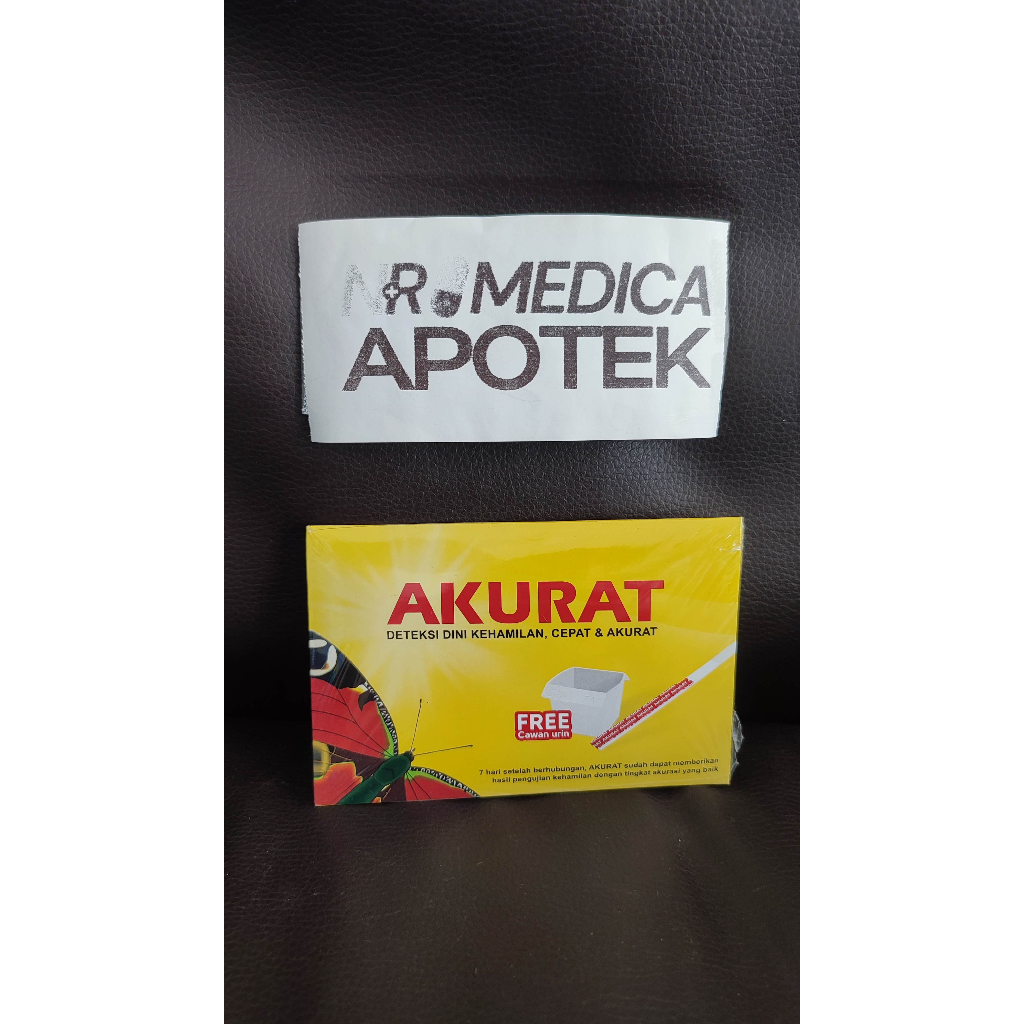 NR MEDICA
APOTEK
AKURAT
DETEKSI DINI KEHAMILAN, CEPAT & AKURAT
FREE
Cawan urin
7 hari setelah berhubungan, AKURAT sudah dapat memberikan
hasil pengujian kehamilan dengan tingkat akurasi yang baik